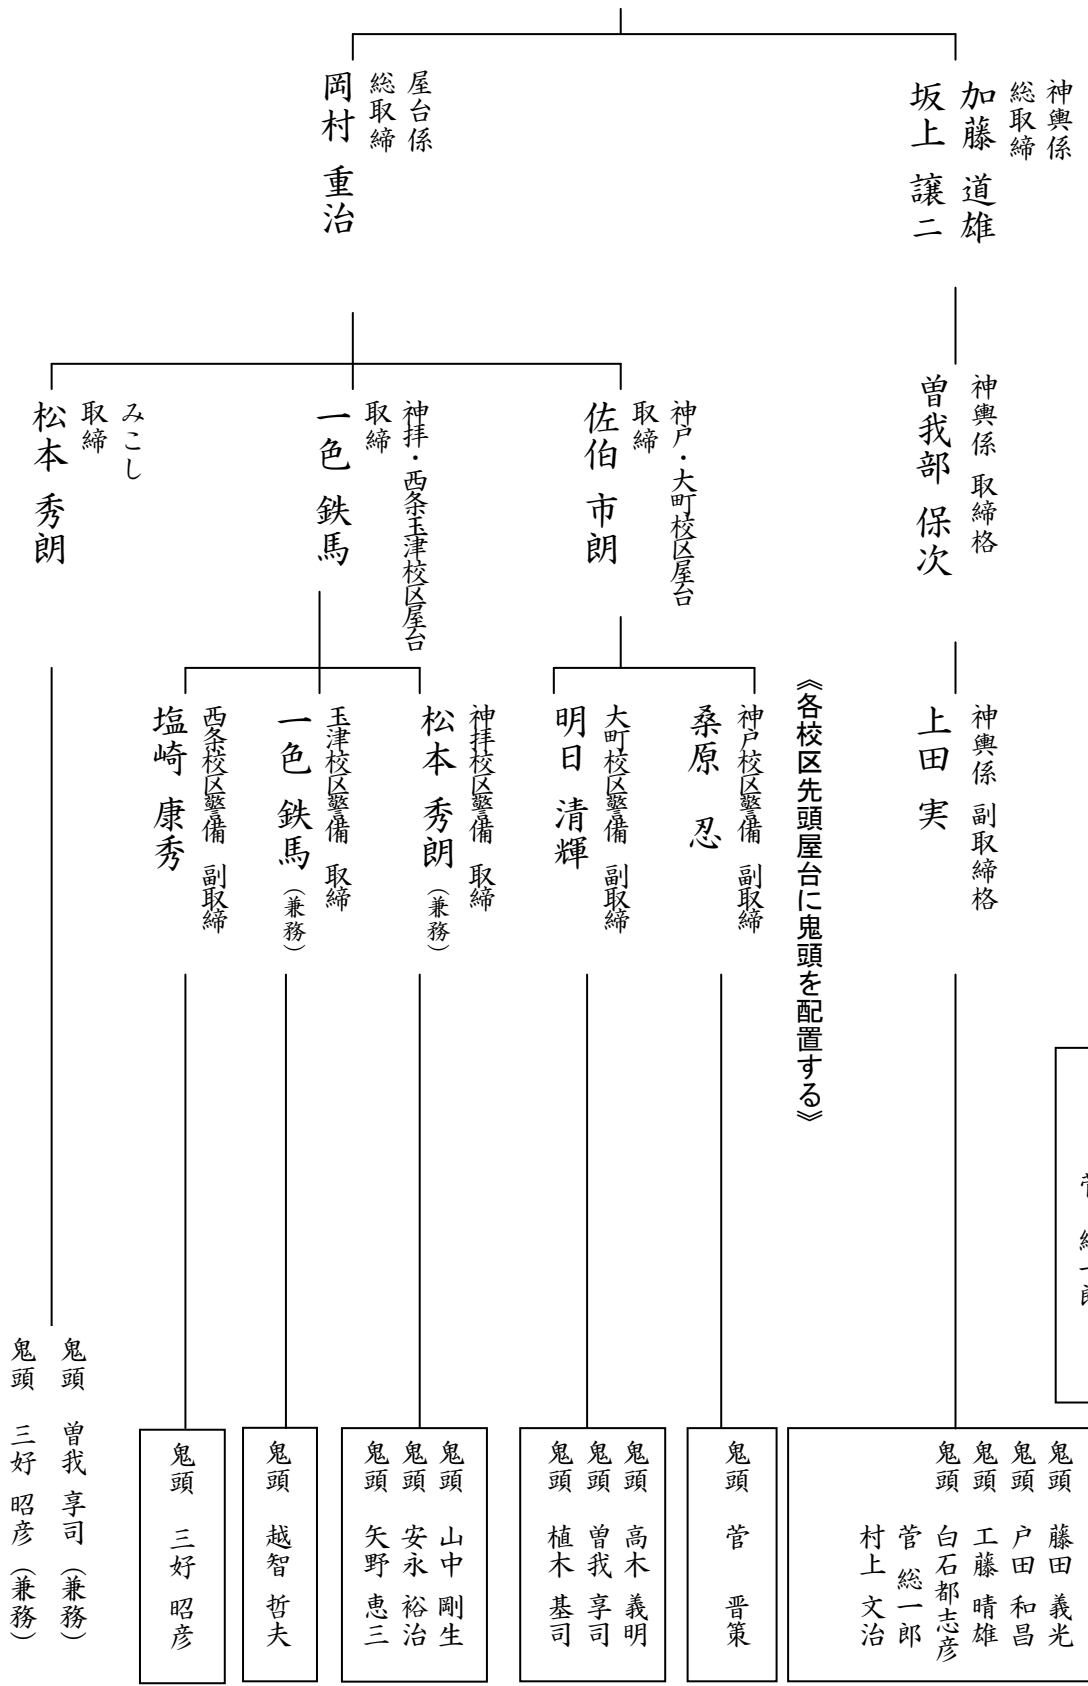 神輿係
総取締
加藤 道雄
坂上 譲二
神輿係 取締格
曽我部 保次
神輿係 副取締格
上田 実
鬼頭 藤田 義光
鬼頭 戸田 和昌
鬼頭 工藤 晴雄
鬼頭 白石都志彦
菅 総一郎
村上 文治
《各校区先頭屋台に鬼頭を配置する》
屋台係
総取締
岡村 重治
神戸・大町校区屋台
取締
佐伯 市朗
神戸校区警備 副取締
桑原 忍
鬼頭 菅 晋策
大町校区警備 副取締
明日 清輝
鬼頭 高木 義明
鬼頭 曽我 享司
鬼頭 植木 基司
神拝・西条玉津校区屋台
取締
一色 鉄馬
神拝校区警備 取締
松本 秀朗(兼務)
鬼頭 山中 剛生
鬼頭 安永 裕治
鬼頭 矢野 恵三
玉津校区警備 取締
一色 鉄馬(兼務)
鬼頭 越智 哲夫
西条校区警備 副取締
塩崎 康秀
鬼頭 三好 昭彦
みこし
取締
松本 秀朗
鬼頭 曽我 享司(兼務)
鬼頭 三好 昭彦(兼務)